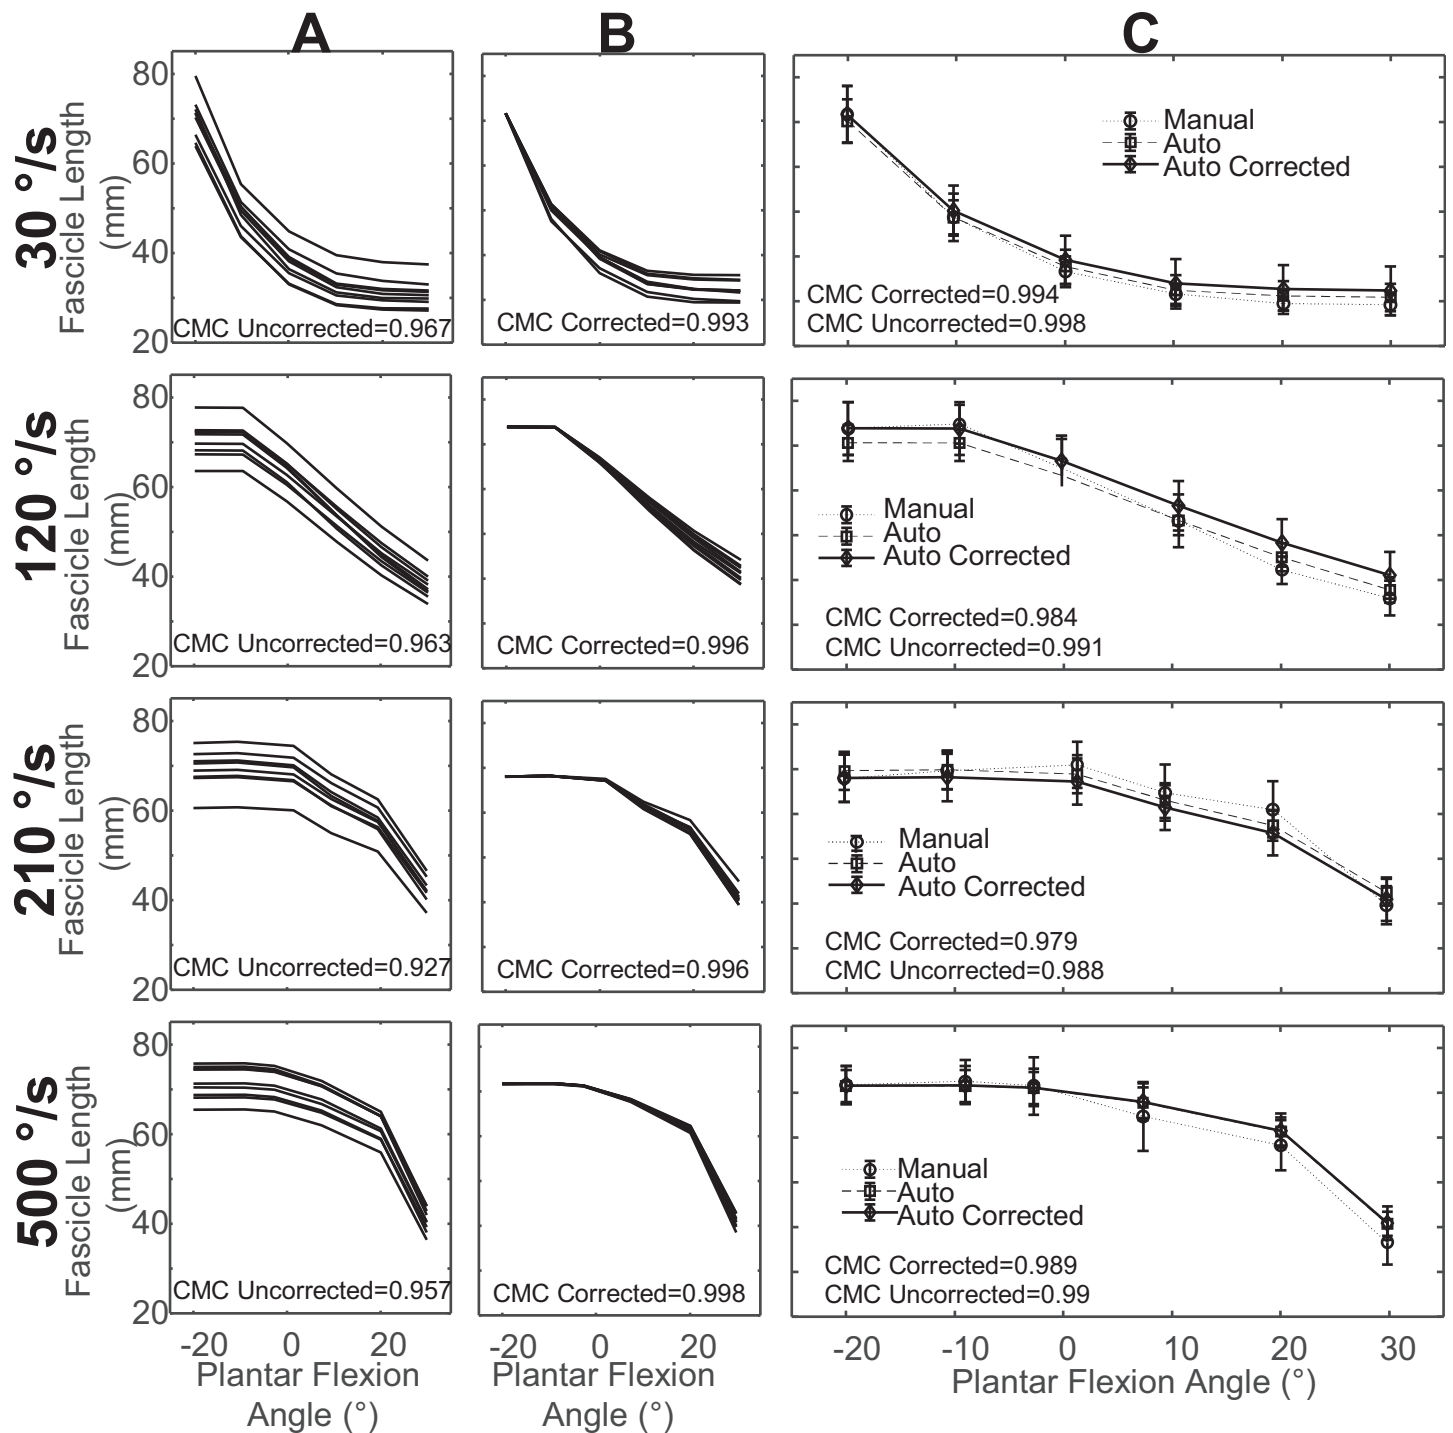 A
B
C
30 °/s
Fascicle Length
(mm)
80
60
40
20
CMC Uncorrected=0.967
CMC Corrected=0.993
Manual
Auto
Auto Corrected
CMC Corrected=0.994
CMC Uncorrected=0.998
120 °/s
Fascicle Length
(mm)
80
60
40
20
CMC Uncorrected=0.963
CMC Corrected=0.996
Manual
Auto
Auto Corrected
CMC Corrected=0.984
CMC Uncorrected=0.991
210 °/s
Fascicle Length
(mm)
80
60
40
20
CMC Uncorrected=0.927
CMC Corrected=0.996
Manual
Auto
Auto Corrected
CMC Corrected=0.979
CMC Uncorrected=0.988
500 °/s
Fascicle Length
(mm)
80
60
40
20
CMC Uncorrected=0.957
CMC Corrected=0.998
Manual
Auto
Auto Corrected
CMC Corrected=0.989
CMC Uncorrected=0.99
-20 0 20
Plantar Flexion
Angle (°)
-20 0 20
Plantar Flexion
Angle (°)
-20 -10 0 10 20 30
Plantar Flexion Angle (°)